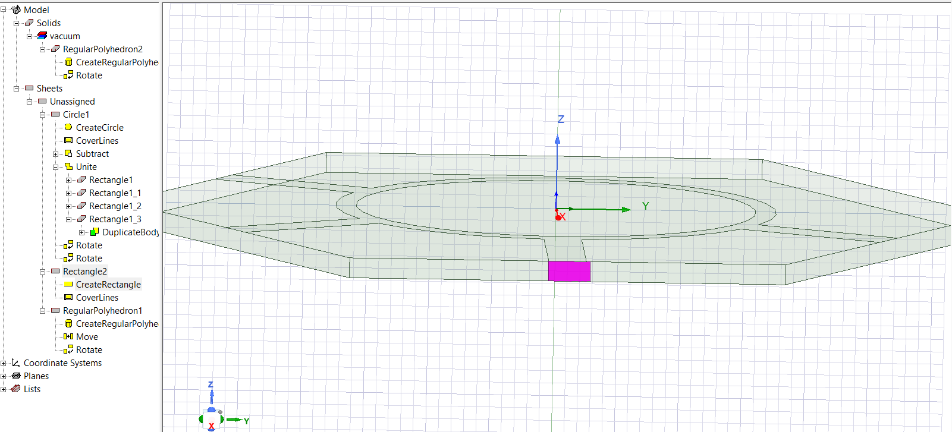 Model
Solids
vacuum
RegularPolyhedron2
CreateRegularPolyhe
Rotate
Sheets
Unassigned
Circle1
CreateCircle
CoverLines
Subtract
Unite
Rectangle1
Rectangle1_1
Rectangle1_2
Rectangle1_3
DuplicateBody
Rotate
Rotate
Rectangle2
CreateRectangle
CoverLines
RegularPolyhedron1
CreateRegularPolyhe
Move
Rotate
Coordinate Systems
Planes
Lists
Z
Y
X
Z
Y
X